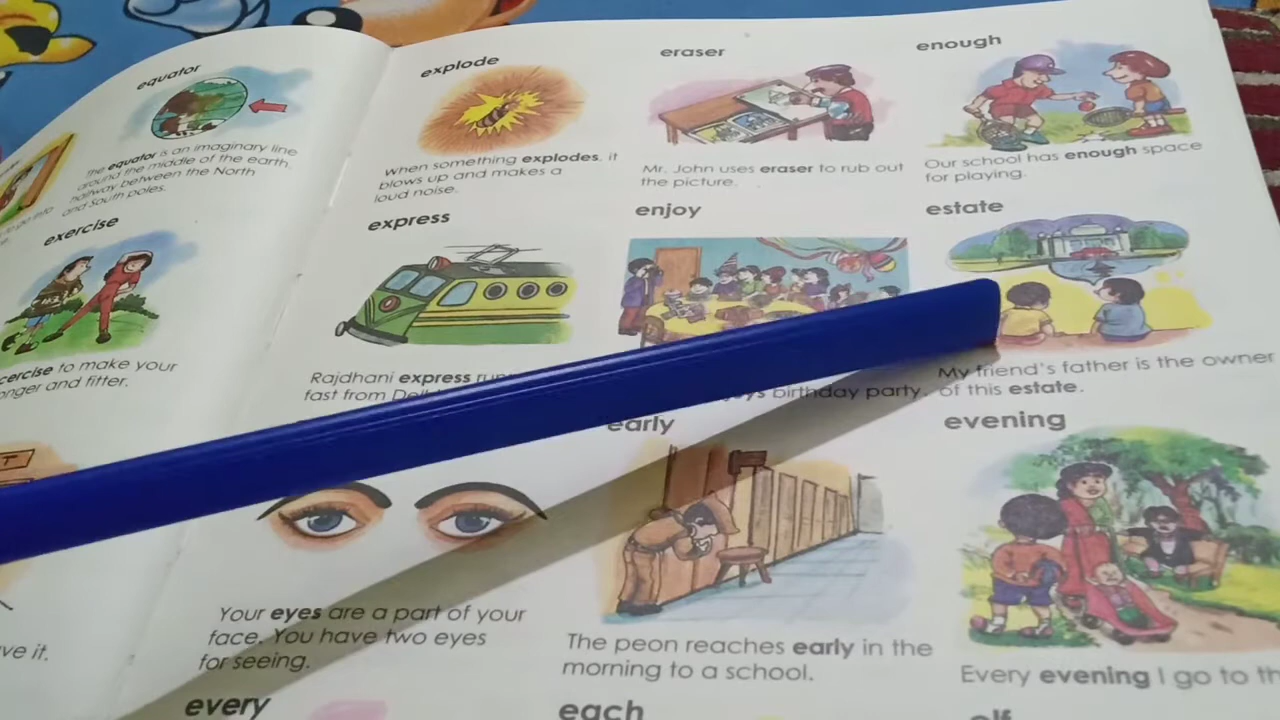 equator
The equator is an imaginary line
around the middle of the earth.
halfway between the North
and South poles.
exercise
to make your
and fitter.
ve it.
explode
When something explodes, it
blows up and makes a
loud noise.
express
Rajdhani express
fast from
Your eyes are a part of your
face. You have two eyes
for seeing.
every
eraser
Mr. John uses eraser to rub out
the picture.
enjoy
birthday party.
early
The peon reaches early in the
morning to a school.
each
enough
Our school has enough space
for playing.
estate
My friend's father is the owner
of this estate.
evening
Every evening I go to